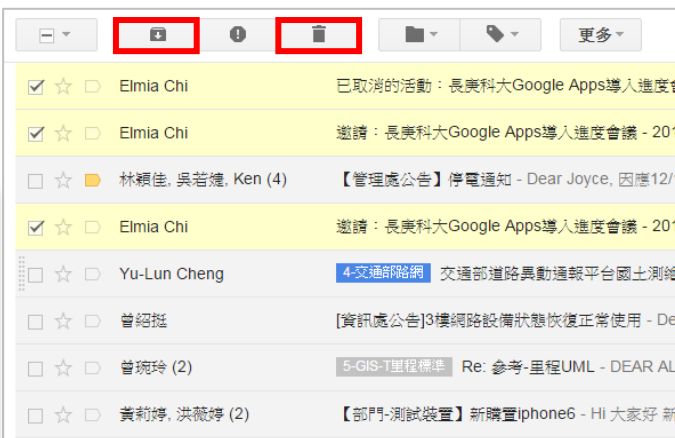 更多
Elmia Chi 已取消的活動：長庚科大Google Apps導入進度
Elmia Chi 邀請：長庚科大Google Apps導入進度會議 - 201
林穎佳, 吳若婕, Ken (4) 【管理處公告】停電通知 - Dear Joyce, 因應12/
Elmia Chi 邀請：長庚科大Google Apps導入進度會議 - 201
Yu-Lun Cheng 4-交通部路網 交通部道路異動通報平台國土測繪
曾紹挺 [資訊處公告]3樓網路設備狀態恢復正常使用 - De
曾琬玲 (2) 5-GIS-T里程標準 Re: 參考-里程UML - DEAR AL
黃莉婷, 洪薇婷 (2) 【部門-測試裝置】新購置iphone6 - Hi 大家好 新